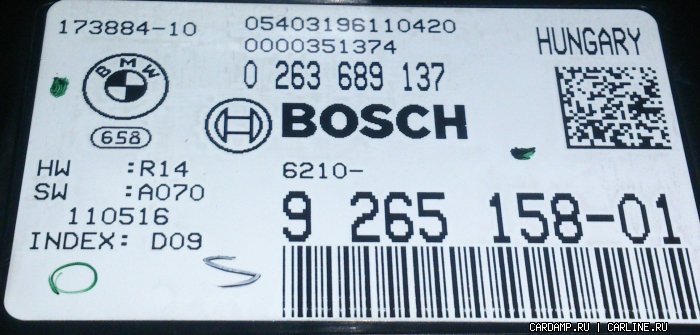 173884-10 05403196110420
0000351374
HUNGARY
BMW
0 263 689 137
658
BOSCH
HW :R14
SW :A070
110516
INDEX: D09
6210-
9 265 158-01
CARDAMP.RU | CARLINE.RU